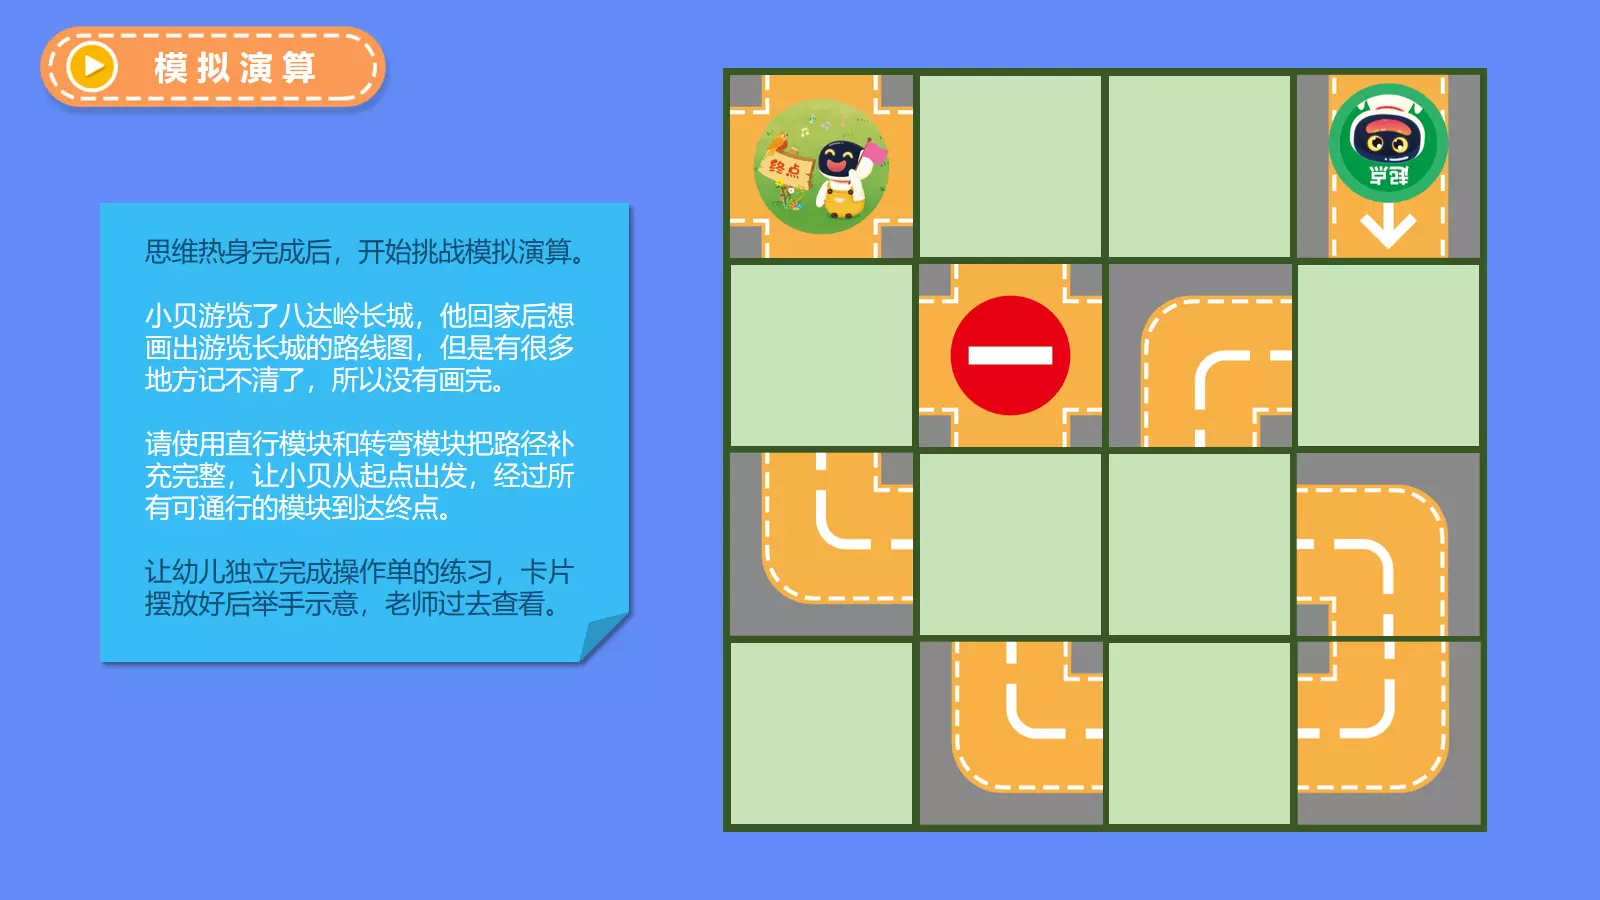 模拟演算
思维热身完成后，开始挑战模拟演算。
小贝游览了八达岭长城，他回家后想
画出游览长城的路线图，但是有很多
地方记不清了，所以没有画完。
请使用直行模块和转弯模块把路径补
充完整，让小贝从起点出发，经过所
有可通行的模块到达终点。
让幼儿独立完成操作单的练习，卡片
摆放好后举手示意，老师过去查看。
终点
起点